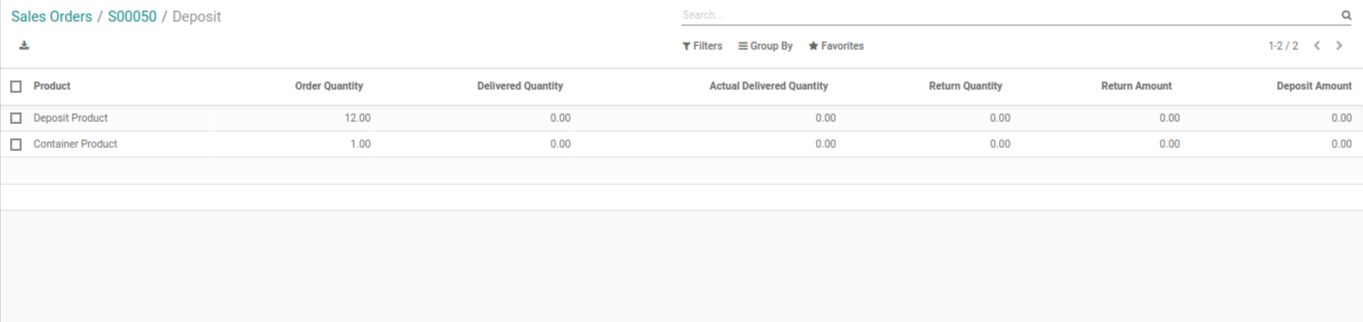 Sales Orders / S00050 / Deposit
Search...
Filters Group By Favorites
1-2 / 2
Product Order Quantity Delivered Quantity Actual Delivered Quantity Return Quantity Return Amount Deposit Amount
Deposit Product 12.00 0.00 0.00 0.00 0.00 0.00
Container Product 1.00 0.00 0.00 0.00 0.00 0.00